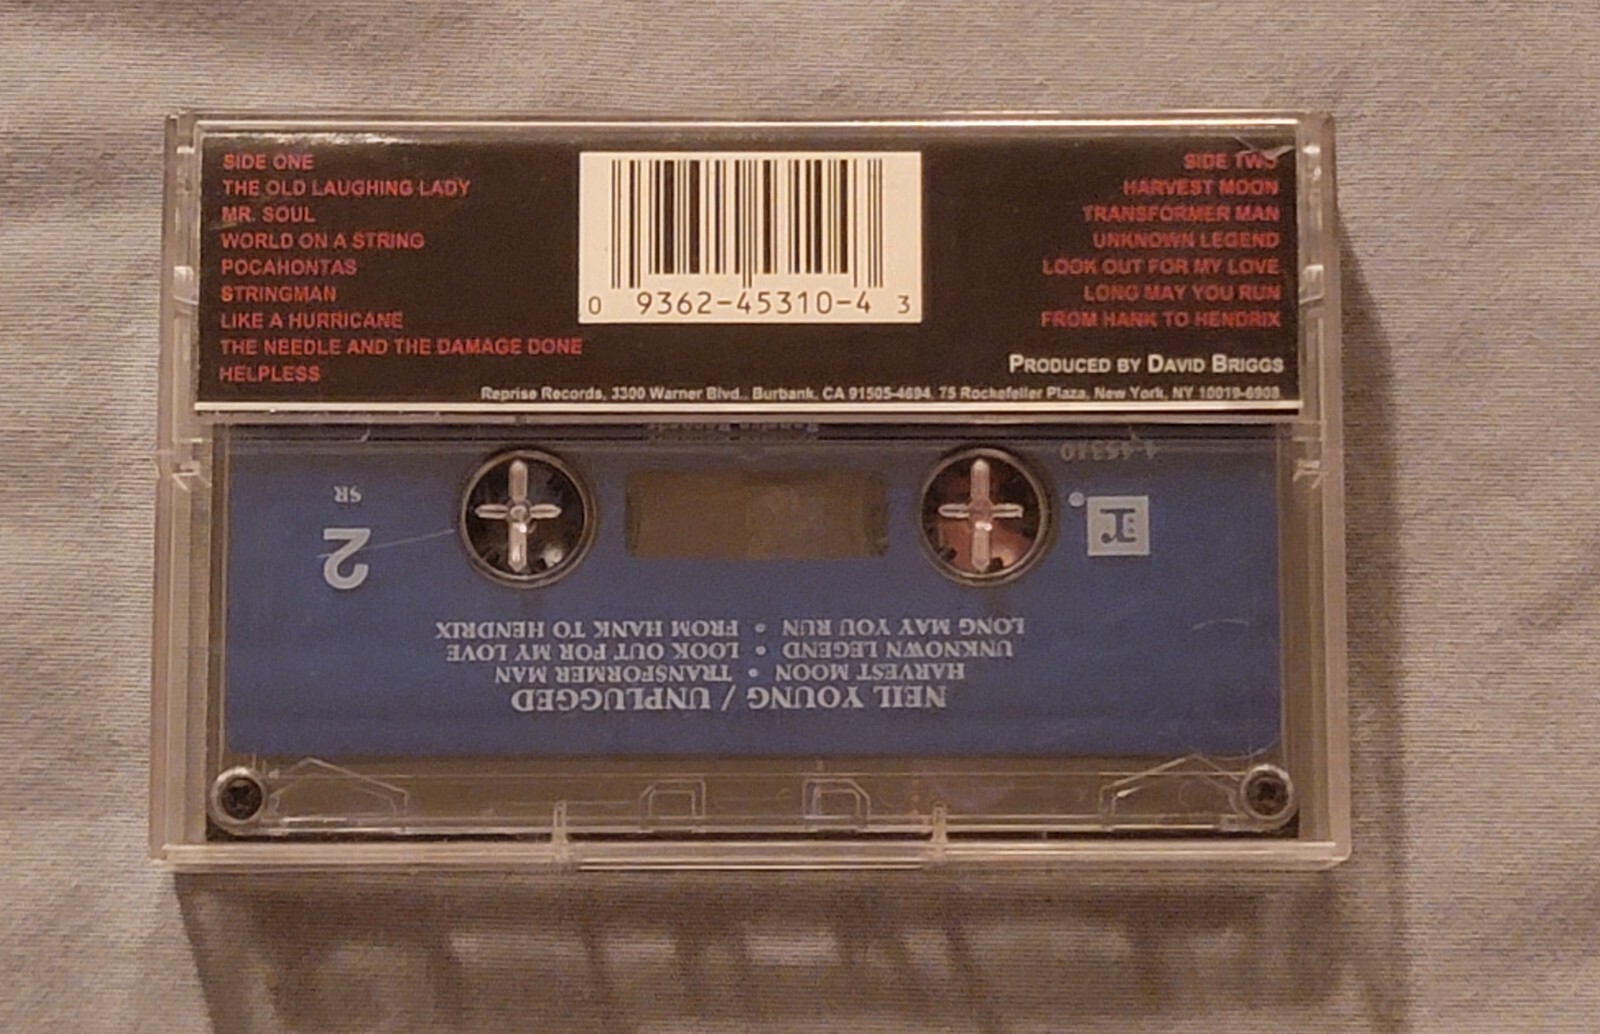 SIDE ONE
THE OLD LAUGHING LADY
MR. SOUL
WORLD ON A STRING
POCAHONTAS
STRINGMAN
LIKE A HURRICANE
THE NEEDLE AND THE DAMAGE DONE
HELPLESS
0 9362-45310-4 3
SIDE TWO
HARVEST MOON
TRANSFORMER MAN
UNKNOWN LEGEND
LOOK OUT FOR MY LOVE
LONG MAY YOU RUN
FROM HANK TO HENDRIX
PRODUCED BY DAVID BRIGGS
Reprise Records, 3300 Warner Blvd., Burbank, CA 91505-4694. 75 Rockefeller Plaza, New York, NY 10019-6908
NEIL YOUNG / UNPLUGGED
HARVEST MOON • TRANSFORMER MAN
UNKNOWN LEGEND • LOOK OUT FOR MY LOVE
LONG MAY YOU RUN • FROM HANK TO HENDRIX
2
SR
4-45310